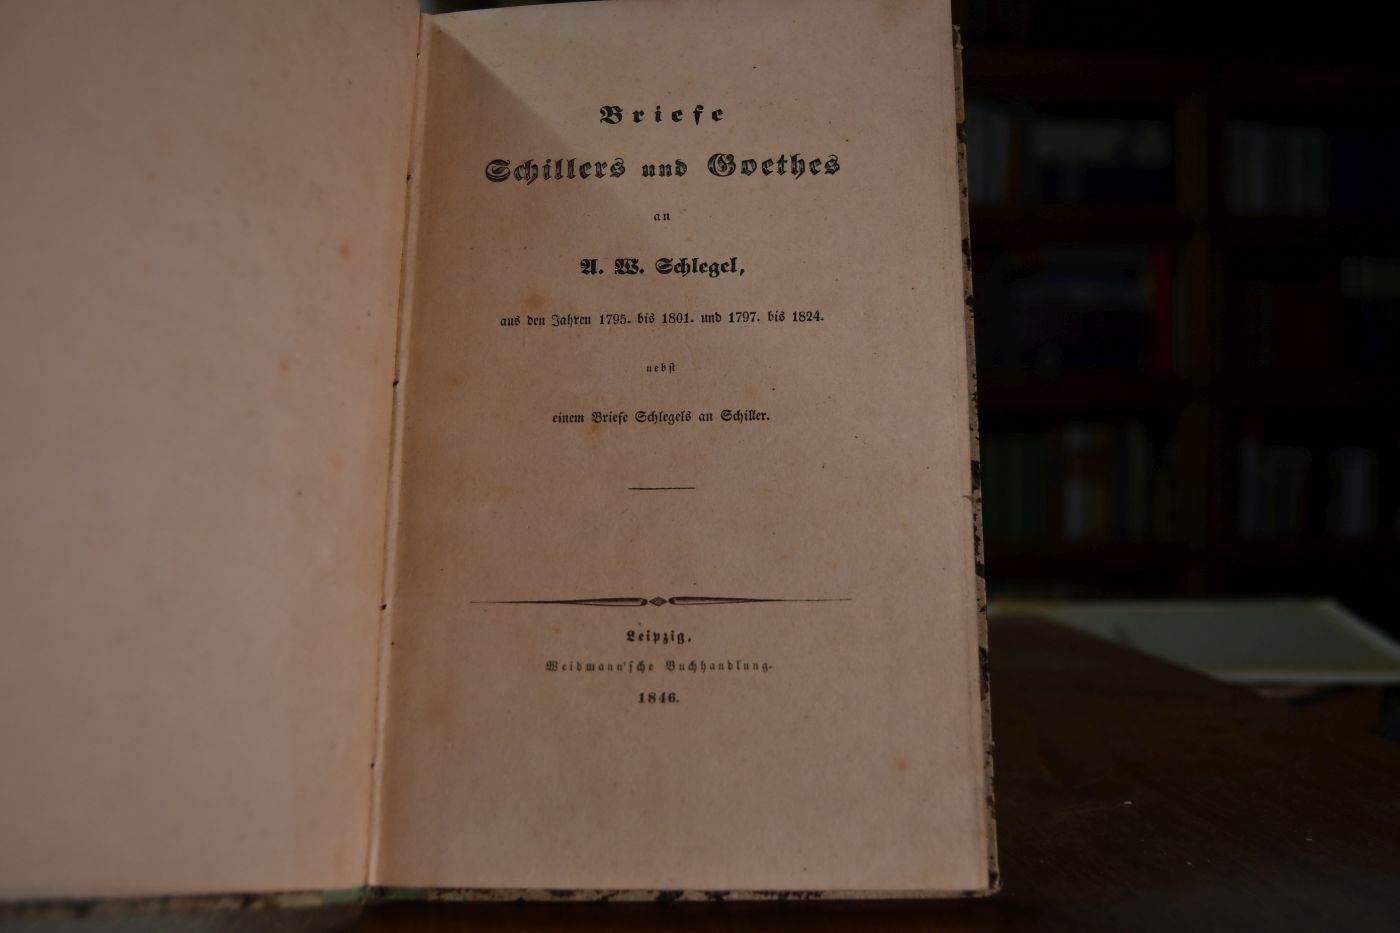 Briefe
Schillers und Goethes
an
A. W. Schlegel,
aus den Jahren 1795. bis 1801. und 1797. bis 1824.
nebst
einem Briefe Schlegels an Schiller.
Leipzig,
Weidmann'sche Buchhandlung.
1846.